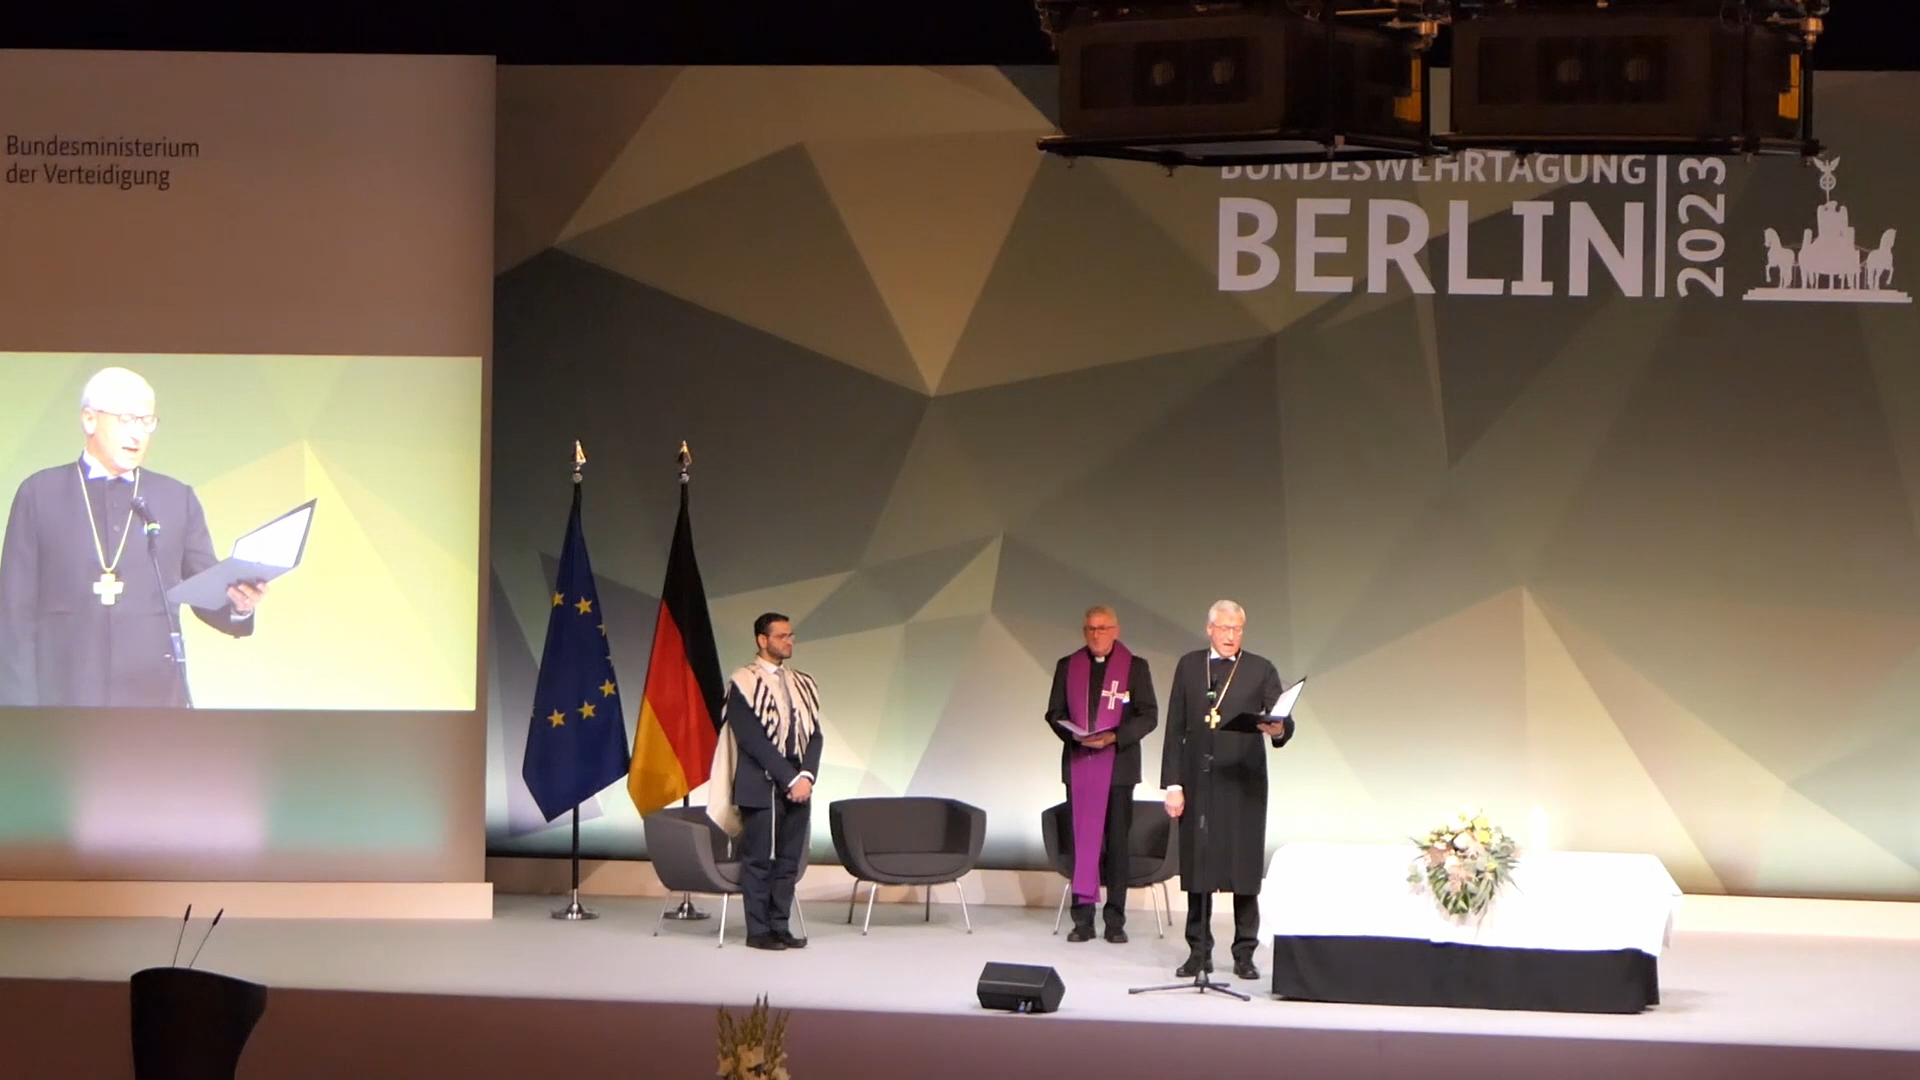 Bundesministerium
der Verteidigung
BUNDESWEHRTAGUNG
BERLIN
2023